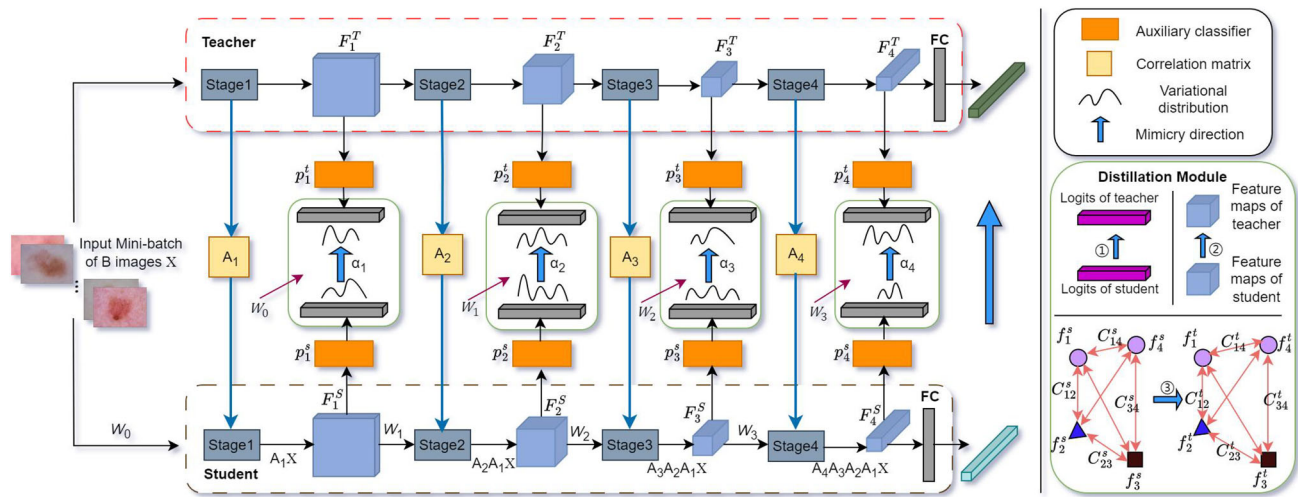 Teacher
F_1^T
F_2^T
F_3^T
F_4^T
FC
Stage1
Stage2
Stage3
Stage4
p_1^t
p_2^t
p_3^t
p_4^t
Input Mini-batch
of B images X
A_1
A_2
A_3
A_4
α_1
α_2
α_3
α_4
W_0
W_1
W_2
W_3
p_1^s
p_2^s
p_3^s
p_4^s
F_1^S
F_2^S
F_3^S
F_4^S
FC
W_0
Stage1
W_1
Stage2
W_2
Stage3
W_3
Stage4
A_1X
A_2A_1X
A_3A_2A_1X
A_4A_3A_2A_1X
Student
Auxiliary classifier
Correlation matrix
Variational
distribution
Mimicry direction
Distillation Module
Logits of teacher
Feature
maps of
teacher
①
②
Logits of student
Feature
maps of
student
f_1^s
C_14^s
f_4^s
f_1^t
C_14^t
f_4^t
C_12^s
C_34^s
③
C_12^t
C_34^t
f_2^s
C_23^s
f_3^s
f_2^t
C_23^t
f_3^t